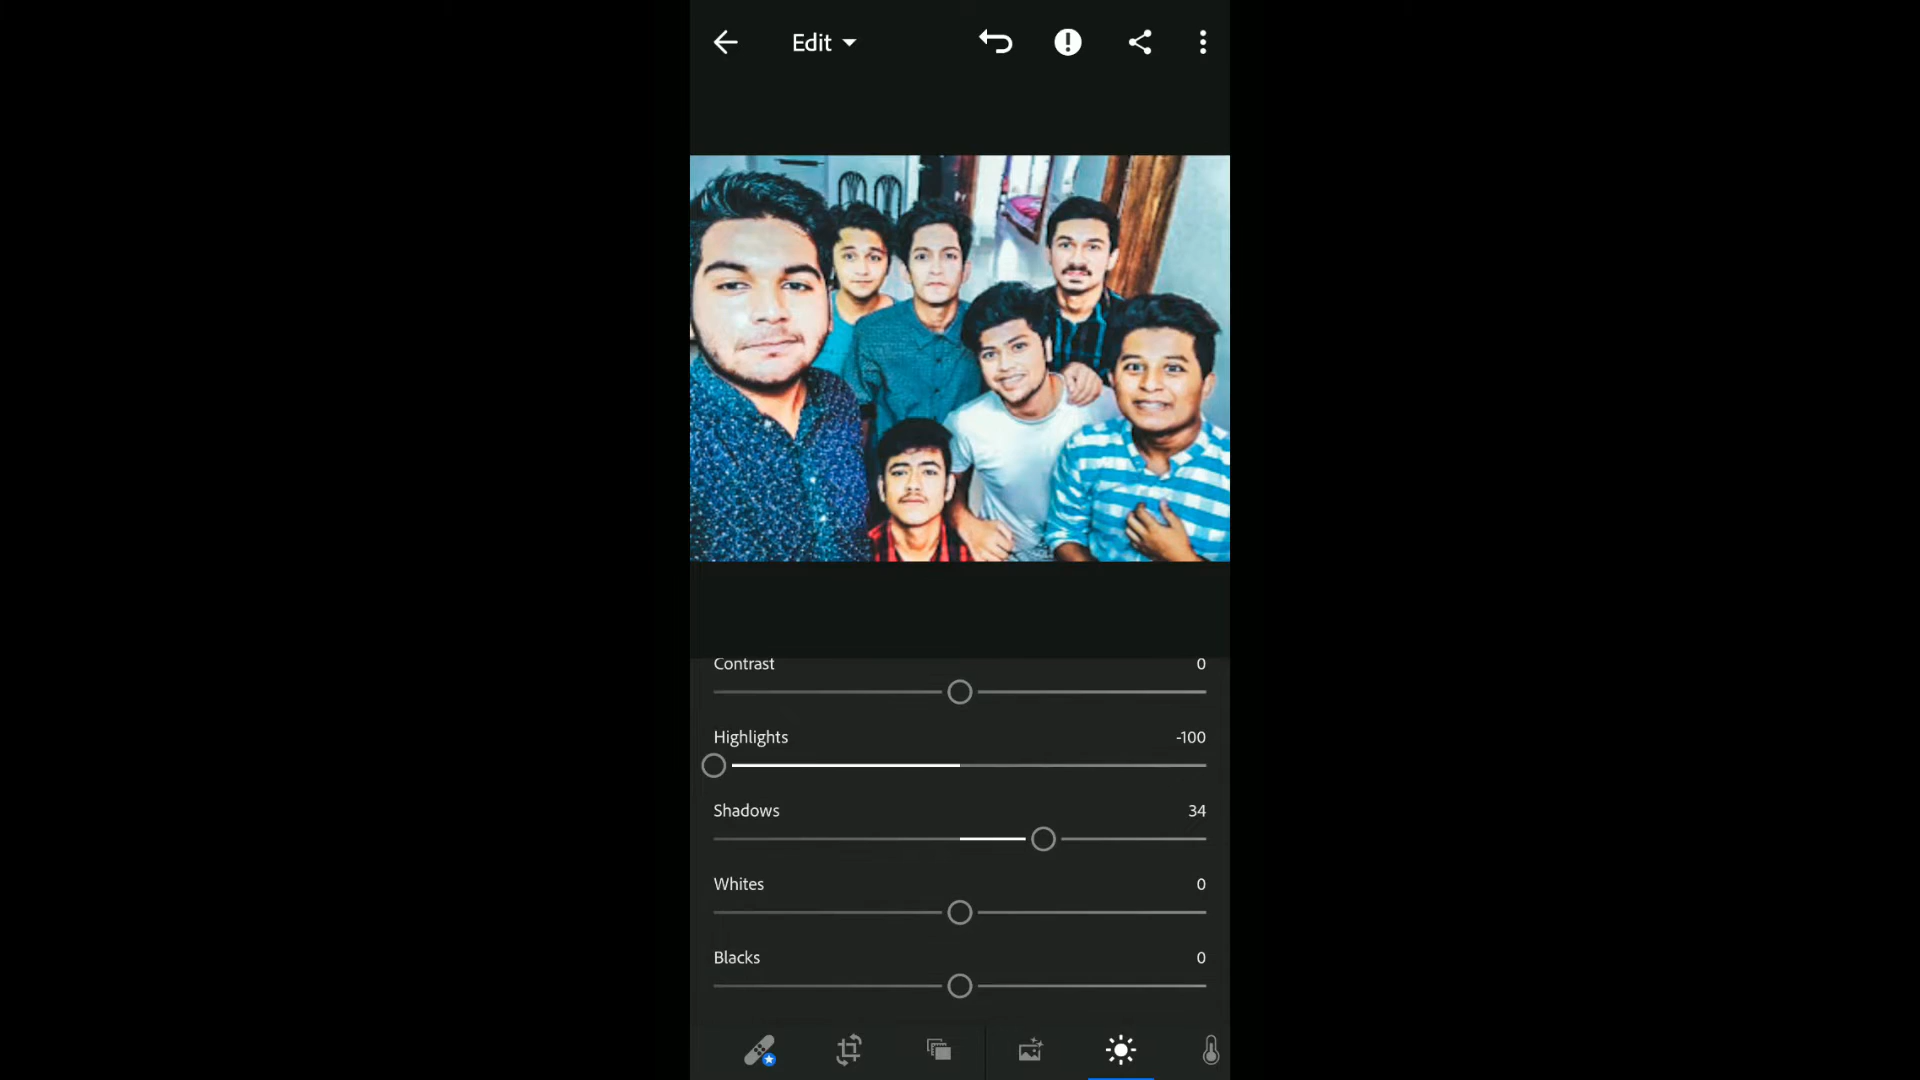 Edit
Contrast 0
Highlights -100
Shadows 34
Whites 0
Blacks 0